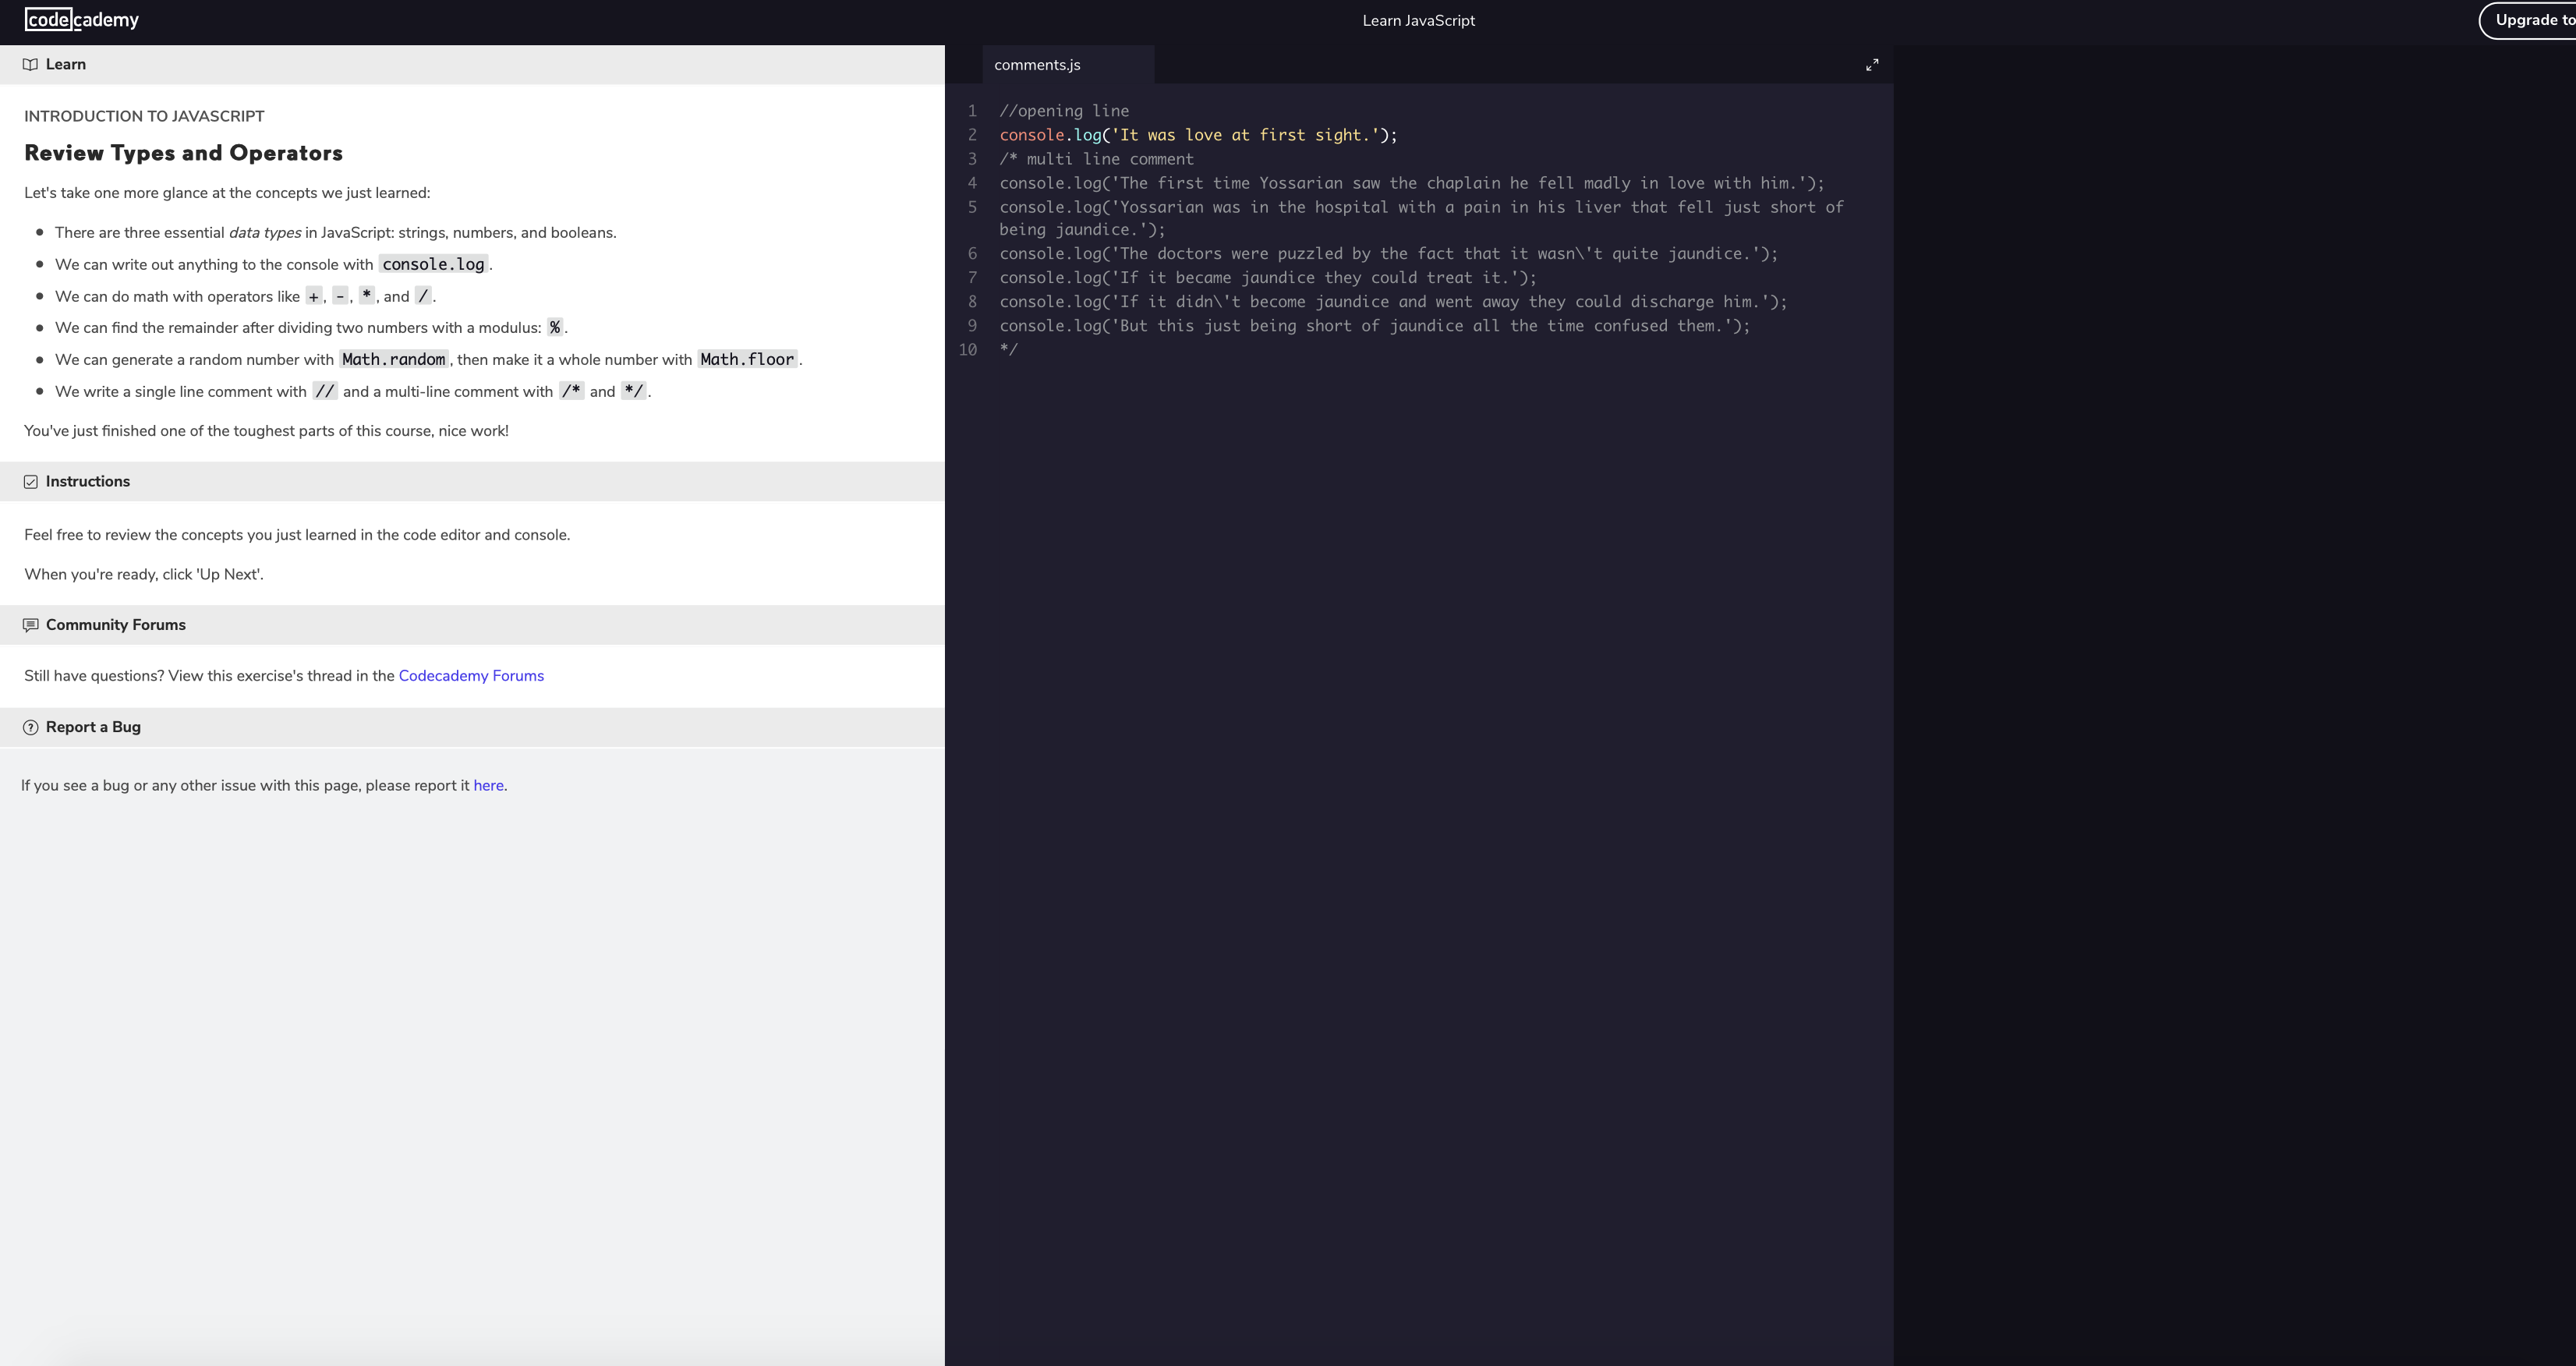 codecademy
Learn JavaScript
Upgrade to
Learn
INTRODUCTION TO JAVASCRIPT
Review Types and Operators
Let's take one more glance at the concepts we just learned:
There are three essential data types in JavaScript: strings, numbers, and booleans.
We can write out anything to the console with console.log.
We can do math with operators like +, -, *, and /.
We can find the remainder after dividing two numbers with a modulus: %.
We can generate a random number with Math.random, then make it a whole number with Math.floor.
We write a single line comment with // and a multi-line comment with /* and */.
You've just finished one of the toughest parts of this course, nice work!
Instructions
Feel free to review the concepts you just learned in the code editor and console.
When you're ready, click 'Up Next'.
Community Forums
Still have questions? View this exercise's thread in the Codecademy Forums
Report a Bug
If you see a bug or any other issue with this page, please report it here.
comments.js
1 //opening line
2 console.log('It was love at first sight.');
3 /* multi line comment
4 console.log('The first time Yossarian saw the chaplain he fell madly in love with him.');
5 console.log('Yossarian was in the hospital with a pain in his liver that fell just short of
being jaundice.');
6 console.log('The doctors were puzzled by the fact that it wasn\'t quite jaundice.');
7 console.log('If it became jaundice they could treat it.');
8 console.log('If it didn\'t become jaundice and went away they could discharge him.');
9 console.log('But this just being short of jaundice all the time confused them.');
10 */